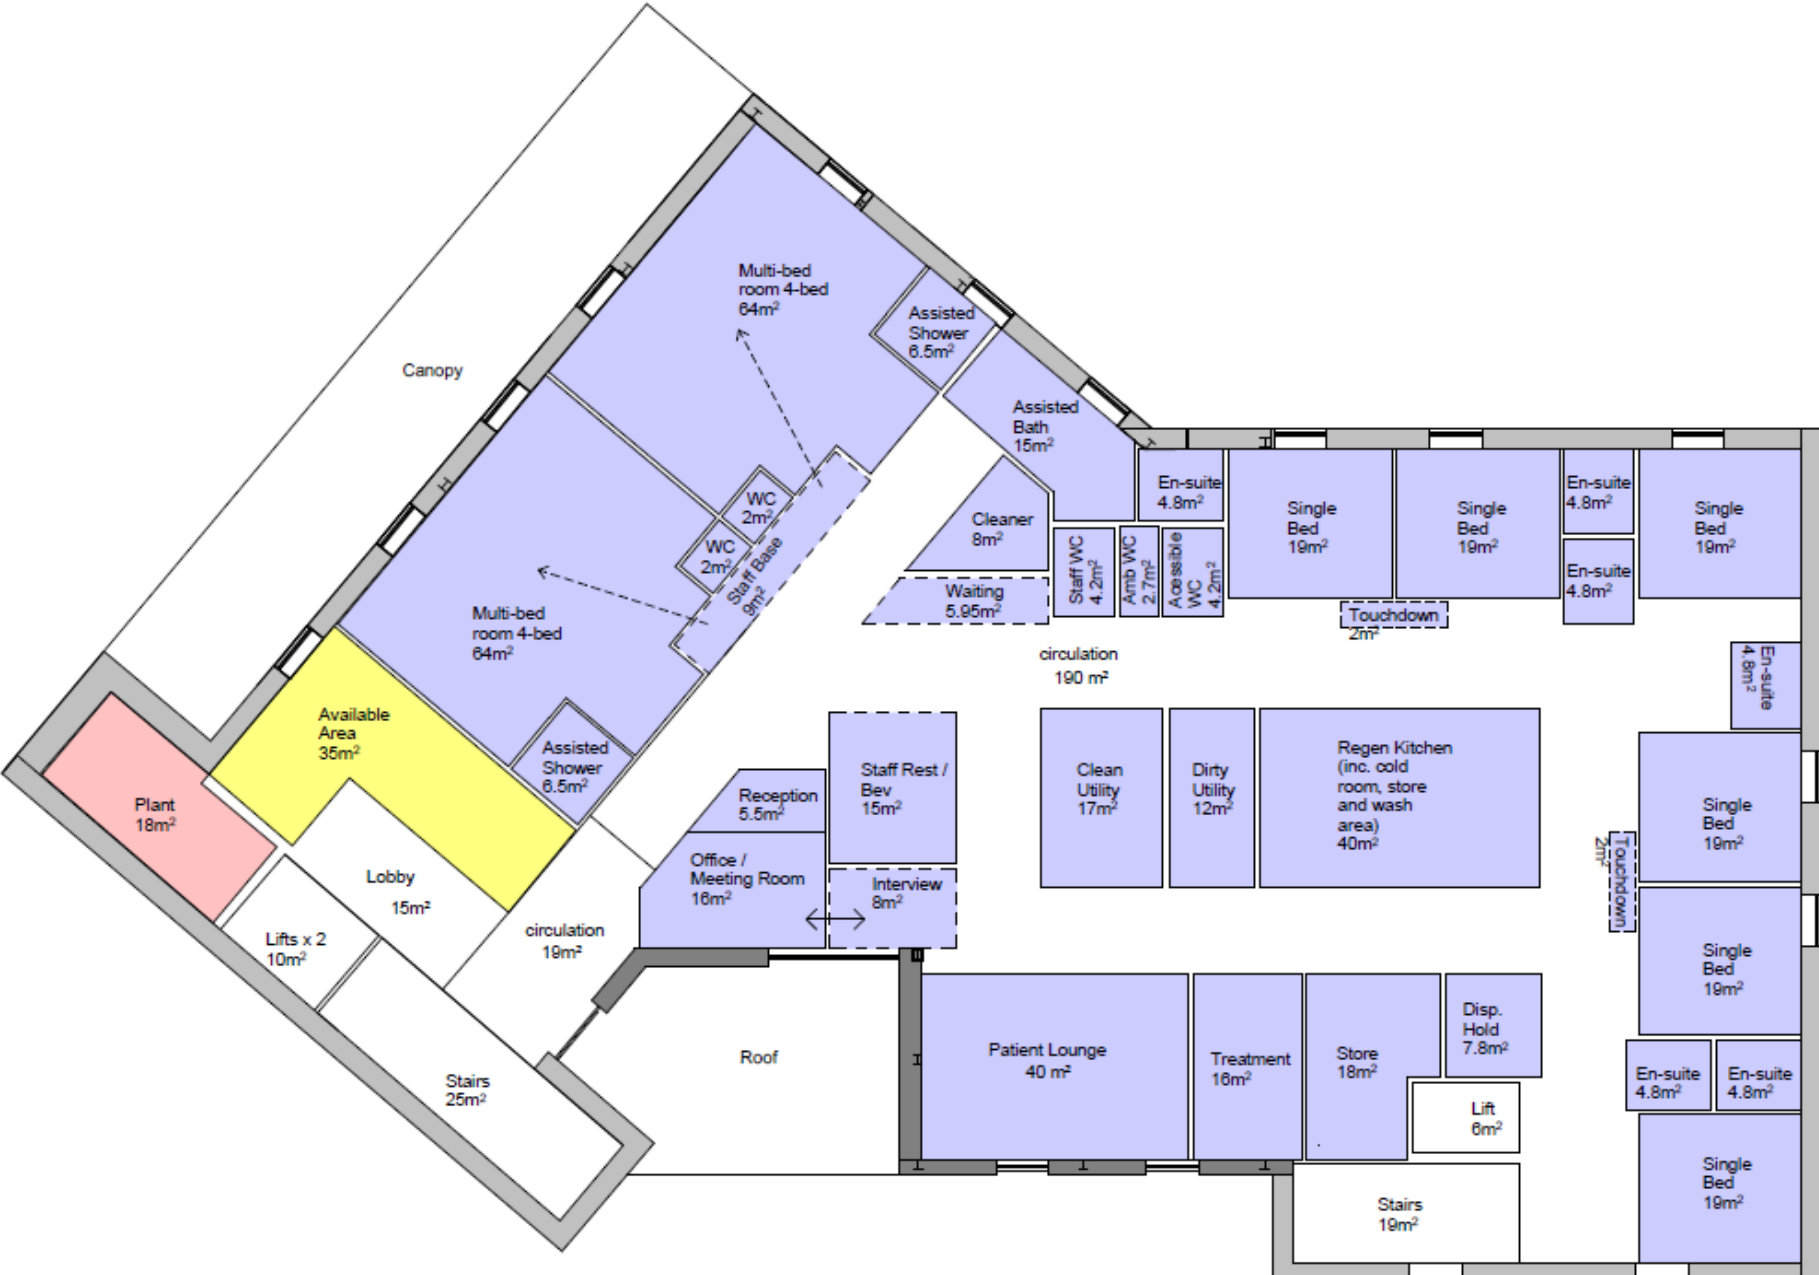 Multi-bed
room 4-bed
64m²
Assisted
Shower
6.5m²
Canopy
Assisted
Bath
15m²
WC
2m²
WC
2m²
Staff Base
9m²
Cleaner
8m²
Waiting
5.95m²
En-suite
4.8m²
Staff WC
4.2m²
Amb WC
2.7m²
Accessible
WC
4.2m²
Single
Bed
19m²
Single
Bed
19m²
En-suite
4.8m²
En-suite
4.8m²
Single
Bed
19m²
Touchdown
2m²
Multi-bed
room 4-bed
64m²
circulation
190 m²
En-suite
4.8m²
Available
Area
35m²
Assisted
Shower
6.5m²
Plant
18m²
Reception
5.5m²
Staff Rest /
Bev
15m²
Clean
Utility
17m²
Dirty
Utility
12m²
Regen Kitchen
(inc. cold
room, store
and wash
area)
40m²
Single
Bed
19m²
Touchdown
2m²
Office /
Meeting Room
16m²
Interview
8m²
Lobby
15m²
circulation
19m²
Lifts x 2
10m²
Single
Bed
19m²
Stairs
25m²
Roof
Patient Lounge
40 m²
Treatment
16m²
Store
18m²
Disp.
Hold
7.8m²
Lift
6m²
En-suite
4.8m²
En-suite
4.8m²
Stairs
19m²
Single
Bed
19m²